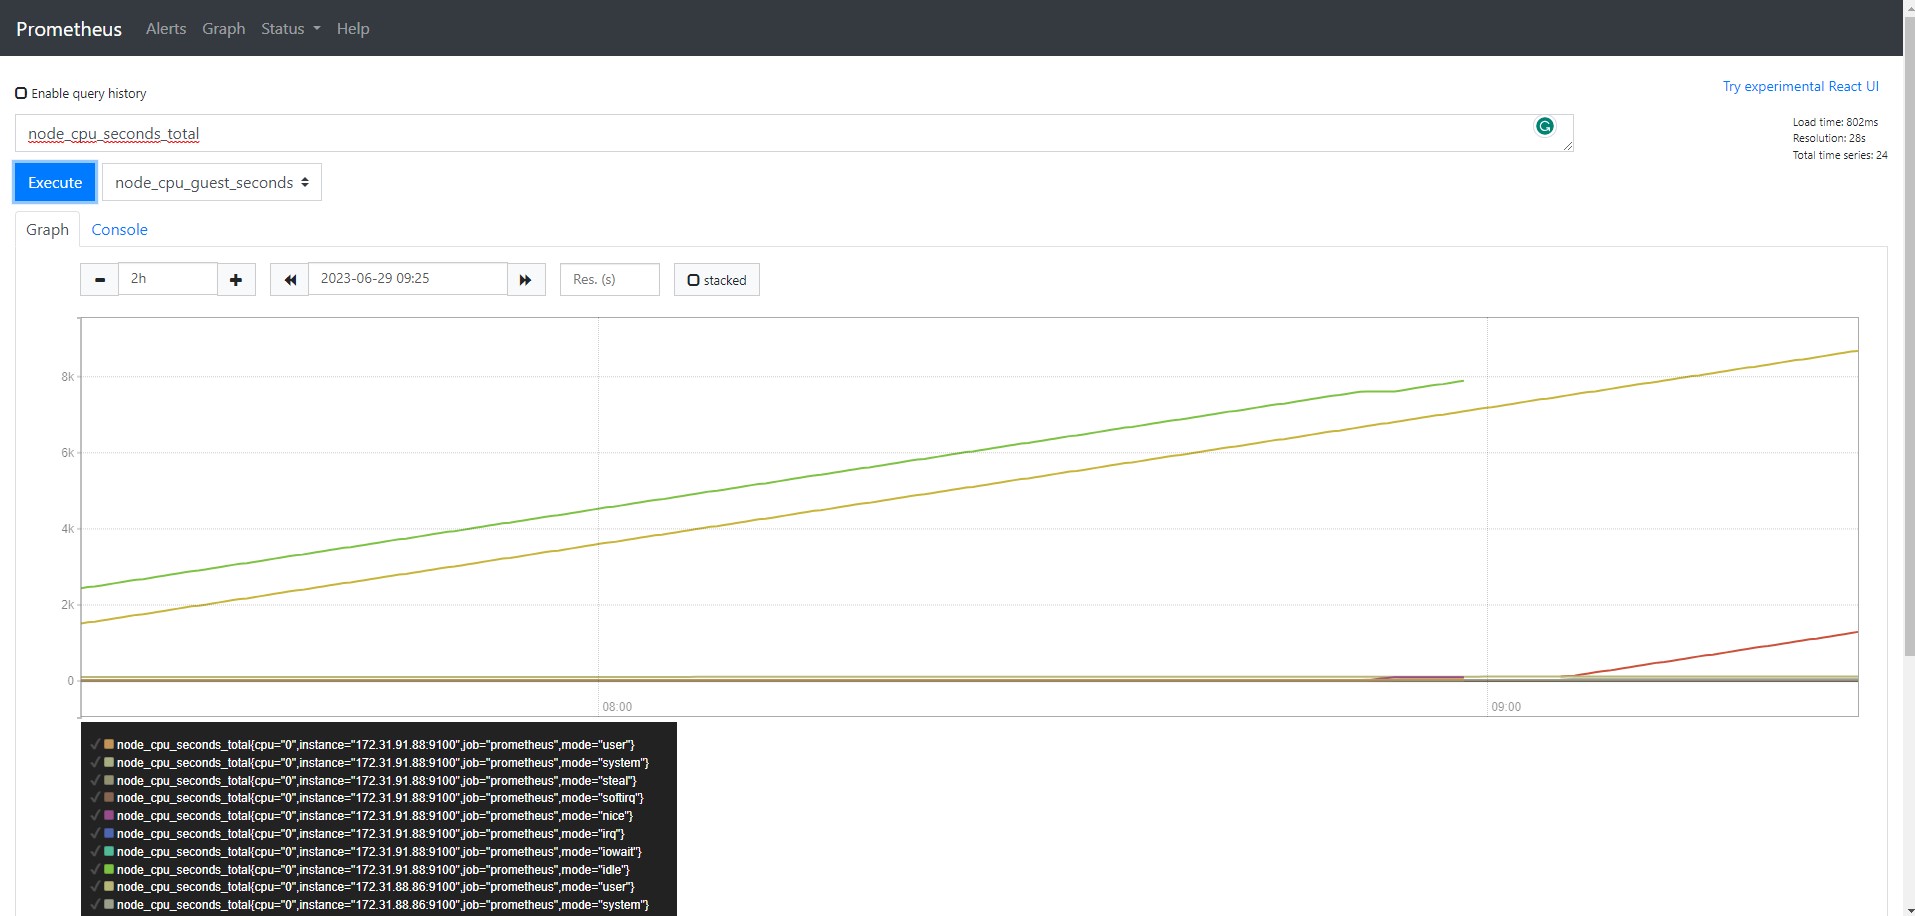 Prometheus Alerts Graph Status Help
Enable query history
Try experimental React UI
node_cpu_seconds_total
Load time: 802ms
Resolution: 28s
Total time series: 24
Execute node_cpu_guest_seconds
Graph Console
2h 2023-06-29 09:25 Res. (s) stacked
8k
6k
4k
2k
0
08:00 09:00
node_cpu_seconds_total{cpu="0",instance="172.31.91.88:9100",job="prometheus",mode="user"}
node_cpu_seconds_total{cpu="0",instance="172.31.91.88:9100",job="prometheus",mode="system"}
node_cpu_seconds_total{cpu="0",instance="172.31.91.88:9100",job="prometheus",mode="steal"}
node_cpu_seconds_total{cpu="0",instance="172.31.91.88:9100",job="prometheus",mode="softirq"}
node_cpu_seconds_total{cpu="0",instance="172.31.91.88:9100",job="prometheus",mode="nice"}
node_cpu_seconds_total{cpu="0",instance="172.31.91.88:9100",job="prometheus",mode="irq"}
node_cpu_seconds_total{cpu="0",instance="172.31.91.88:9100",job="prometheus",mode="iowait"}
node_cpu_seconds_total{cpu="0",instance="172.31.91.88:9100",job="prometheus",mode="idle"}
node_cpu_seconds_total{cpu="0",instance="172.31.88.86:9100",job="prometheus",mode="user"}
node_cpu_seconds_total{cpu="0",instance="172.31.88.86:9100",job="prometheus",mode="system"}